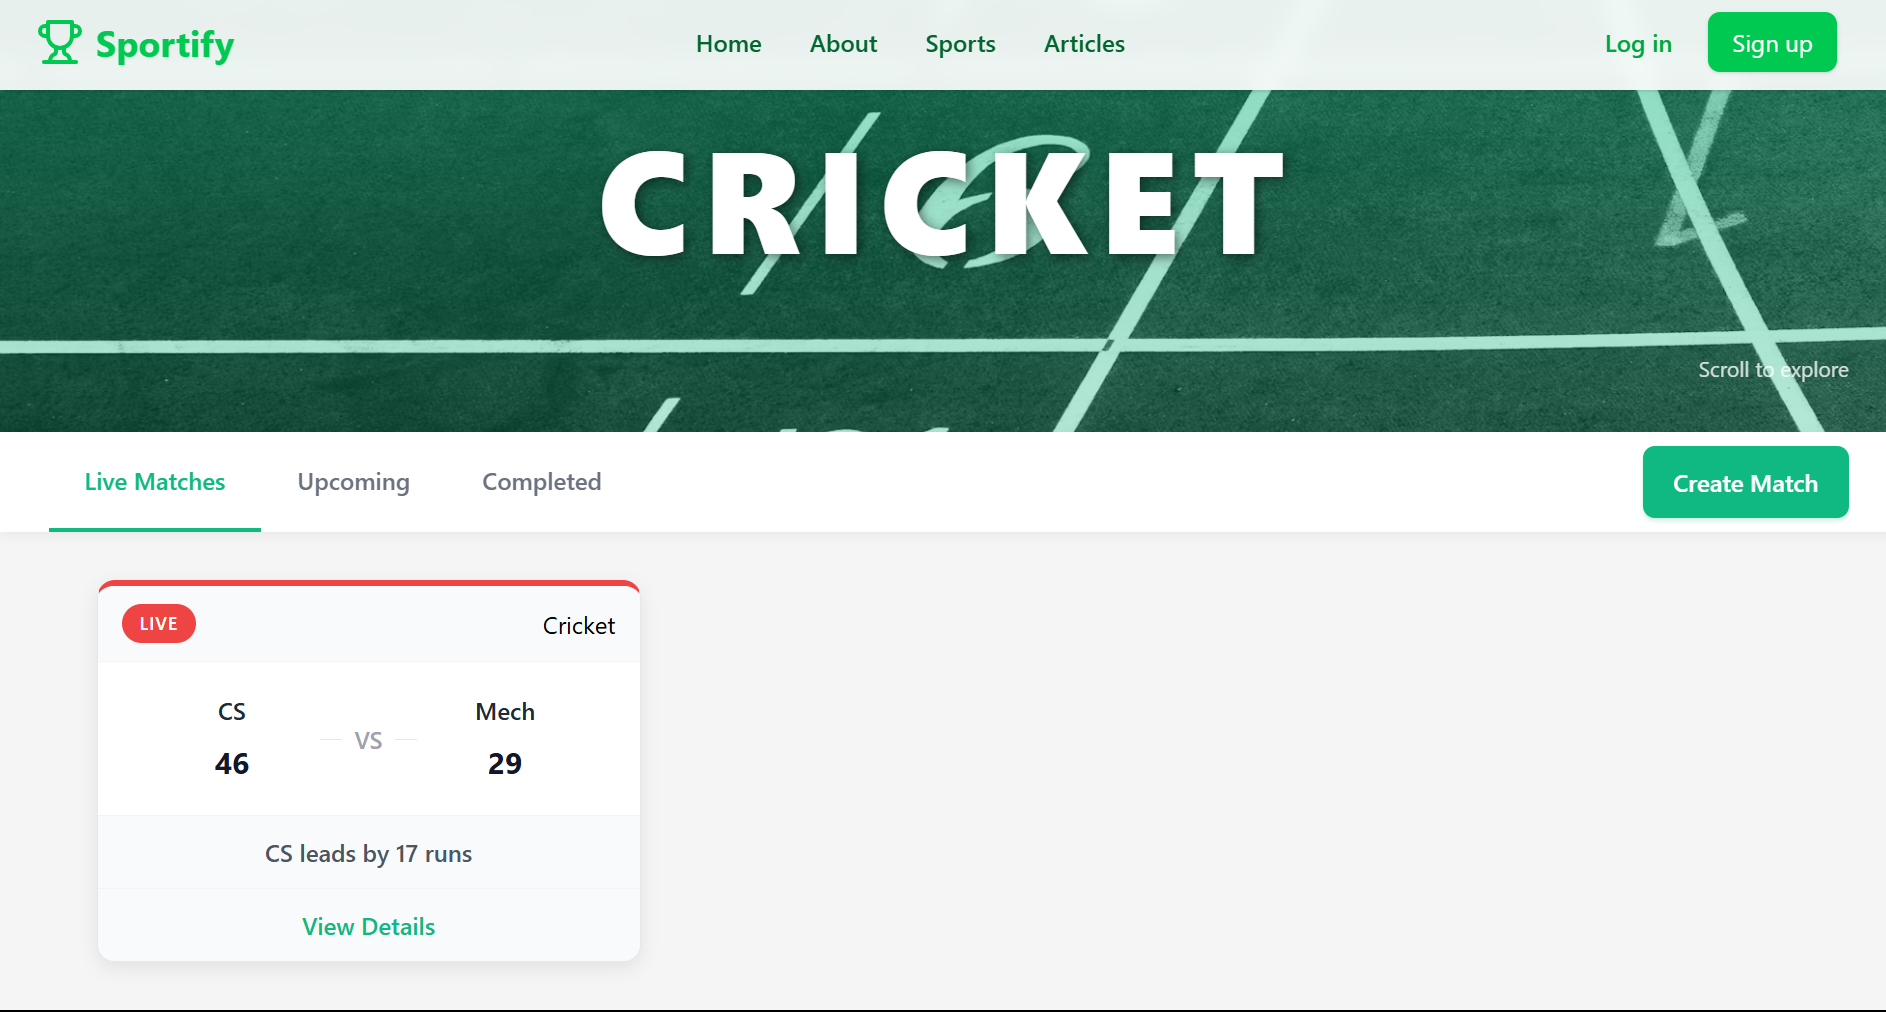 Sportify
Home About Sports Articles
Log in Sign up
CRICKET
Scroll to explore
Live Matches Upcoming Completed
Create Match
LIVE Cricket
CS VS Mech
46 29
CS leads by 17 runs
View Details